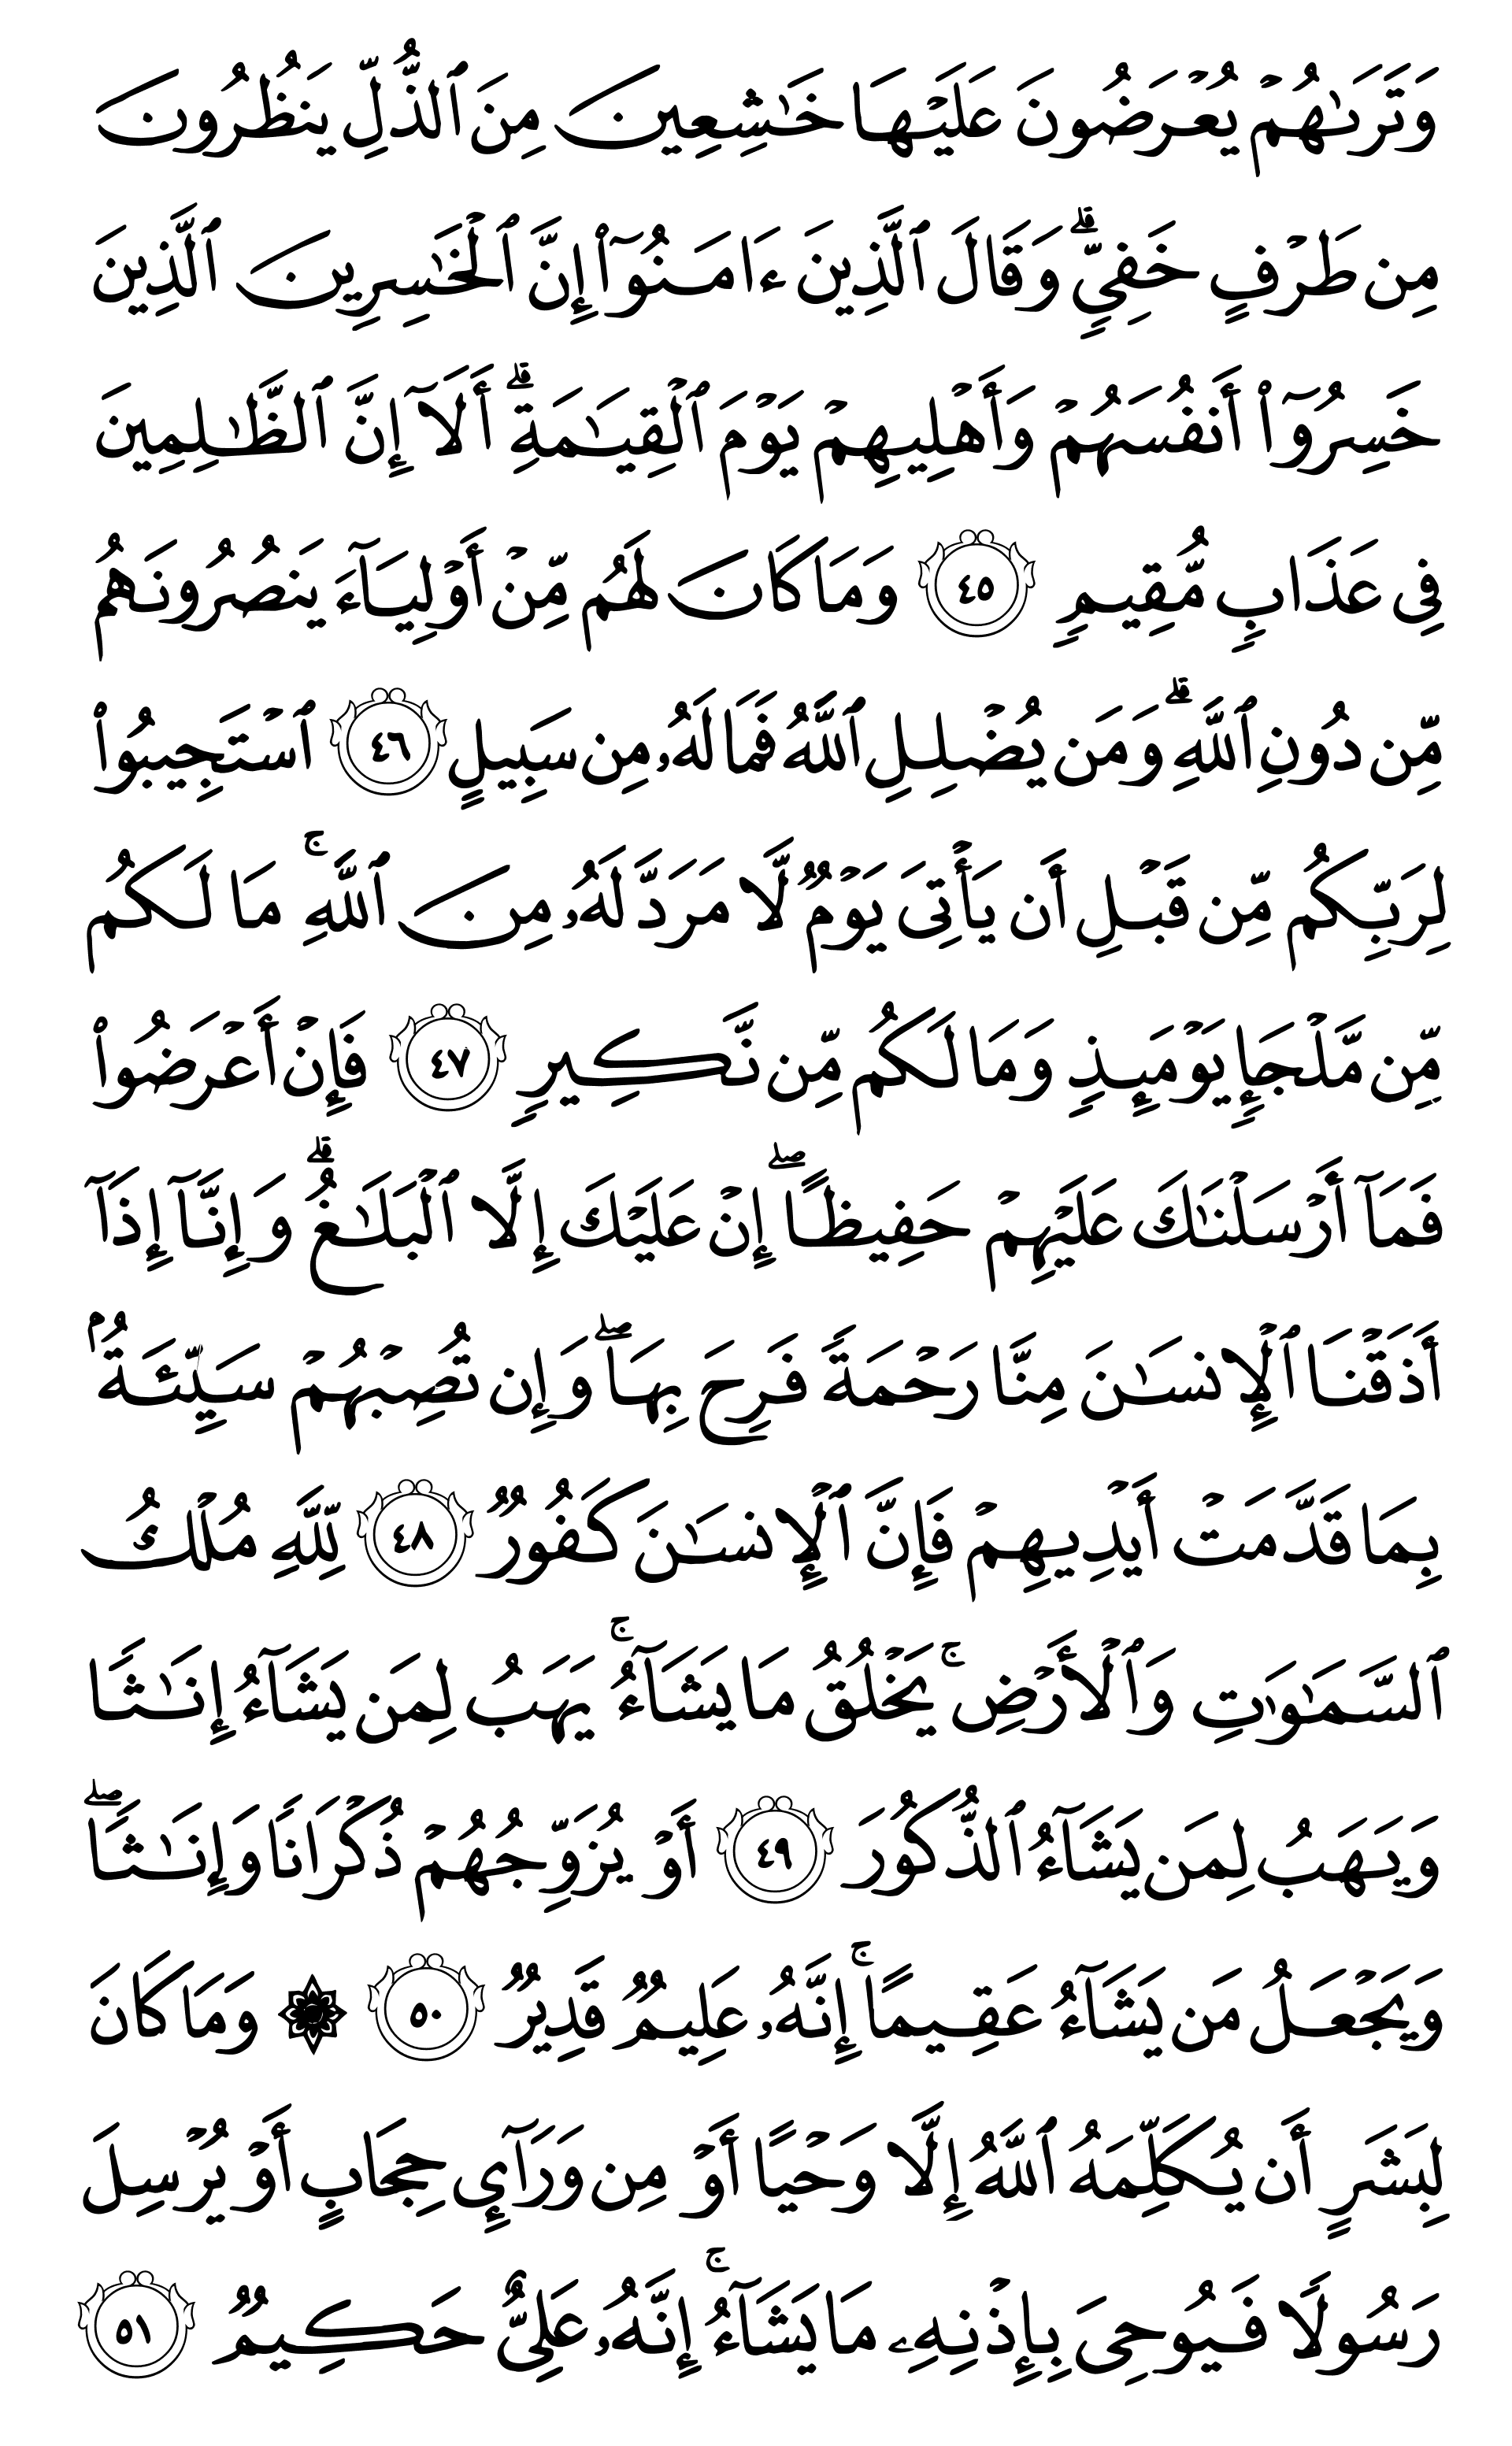 وَتَرَىٰهُمْ يُعْرَضُونَ عَلَيْهَا خَـٰشِعِينَ مِنَ ٱلذُّلِّ يَنظُرُونَ
مِن طَرْفٍ خَفِىٍّ ۗ وَقَالَ ٱلَّذِينَ ءَامَنُوٓا۟ إِنَّ ٱلْخَـٰسِرِينَ ٱلَّذِينَ
خَسِرُوٓا۟ أَنفُسَهُمْ وَأَهْلِيهِمْ يَوْمَ ٱلْقِيَـٰمَةِ ۗ أَلَآ إِنَّ ٱلظَّـٰلِمِينَ
فِى عَذَابٍ مُّقِيمٍ ٤٥ وَمَا كَانَ لَهُم مِّنْ أَوْلِيَآءَ يَنصُرُونَهُم
مِّن دُونِ ٱللَّهِ ۗ وَمَن يُضْلِلِ ٱللَّهُ فَمَا لَهُۥ مِن سَبِيلٍ ٤٦ ٱسْتَجِيبُوا۟
لِرَبِّكُم مِّن قَبْلِ أَن يَأْتِىَ يَوْمٌ لَّا مَرَدَّ لَهُۥ مِنَ ٱللَّهِ ۚ مَا لَكُم
مِّن مَّلْجَإٍ يَوْمَئِذٍ وَمَا لَكُم مِّن نَّكِيرٍ ٤٧ فَإِنْ أَعْرَضُوا۟
فَمَآ أَرْسَلْنَـٰكَ عَلَيْهِمْ حَفِيظًا ۖ إِنْ عَلَيْكَ إِلَّا ٱلْبَلَـٰغُ ۗ وَإِنَّآ إِذَآ
أَذَقْنَا ٱلْإِنسَـٰنَ مِنَّا رَحْمَةً فَرِحَ بِهَا ۖ وَإِن تُصِبْهُمْ سَيِّئَةُۢ
بِمَا قَدَّمَتْ أَيْدِيهِمْ فَإِنَّ ٱلْإِنسَـٰنَ كَفُورٌ ٤٨ لِّلَّهِ مُلْكُ
ٱلسَّمَـٰوَٰتِ وَٱلْأَرْضِ ۚ يَخْلُقُ مَا يَشَآءُ ۚ يَهَبُ لِمَن يَشَآءُ إِنَـٰثًا
وَيَهَبُ لِمَن يَشَآءُ ٱلذُّكُورَ ٤٩ أَوْ يُزَوِّجُهُمْ ذُكْرَانًا وَإِنَـٰثًا ۖ
وَيَجْعَلُ مَن يَشَآءُ عَقِيمًا ۚ إِنَّهُۥ عَلِيمٌ قَدِيرٌ ٥٠ ۞ وَمَا كَانَ
لِبَشَرٍ أَن يُكَلِّمَهُ ٱللَّهُ إِلَّا وَحْيًا أَوْ مِن وَرَآئِ حِجَابٍ أَوْ يُرْسِلَ
رَسُولًا فَيُوحِىَ بِإِذْنِهِۦ مَا يَشَآءُ ۚ إِنَّهُۥ عَلِىٌّ حَكِيمٌ ٥١